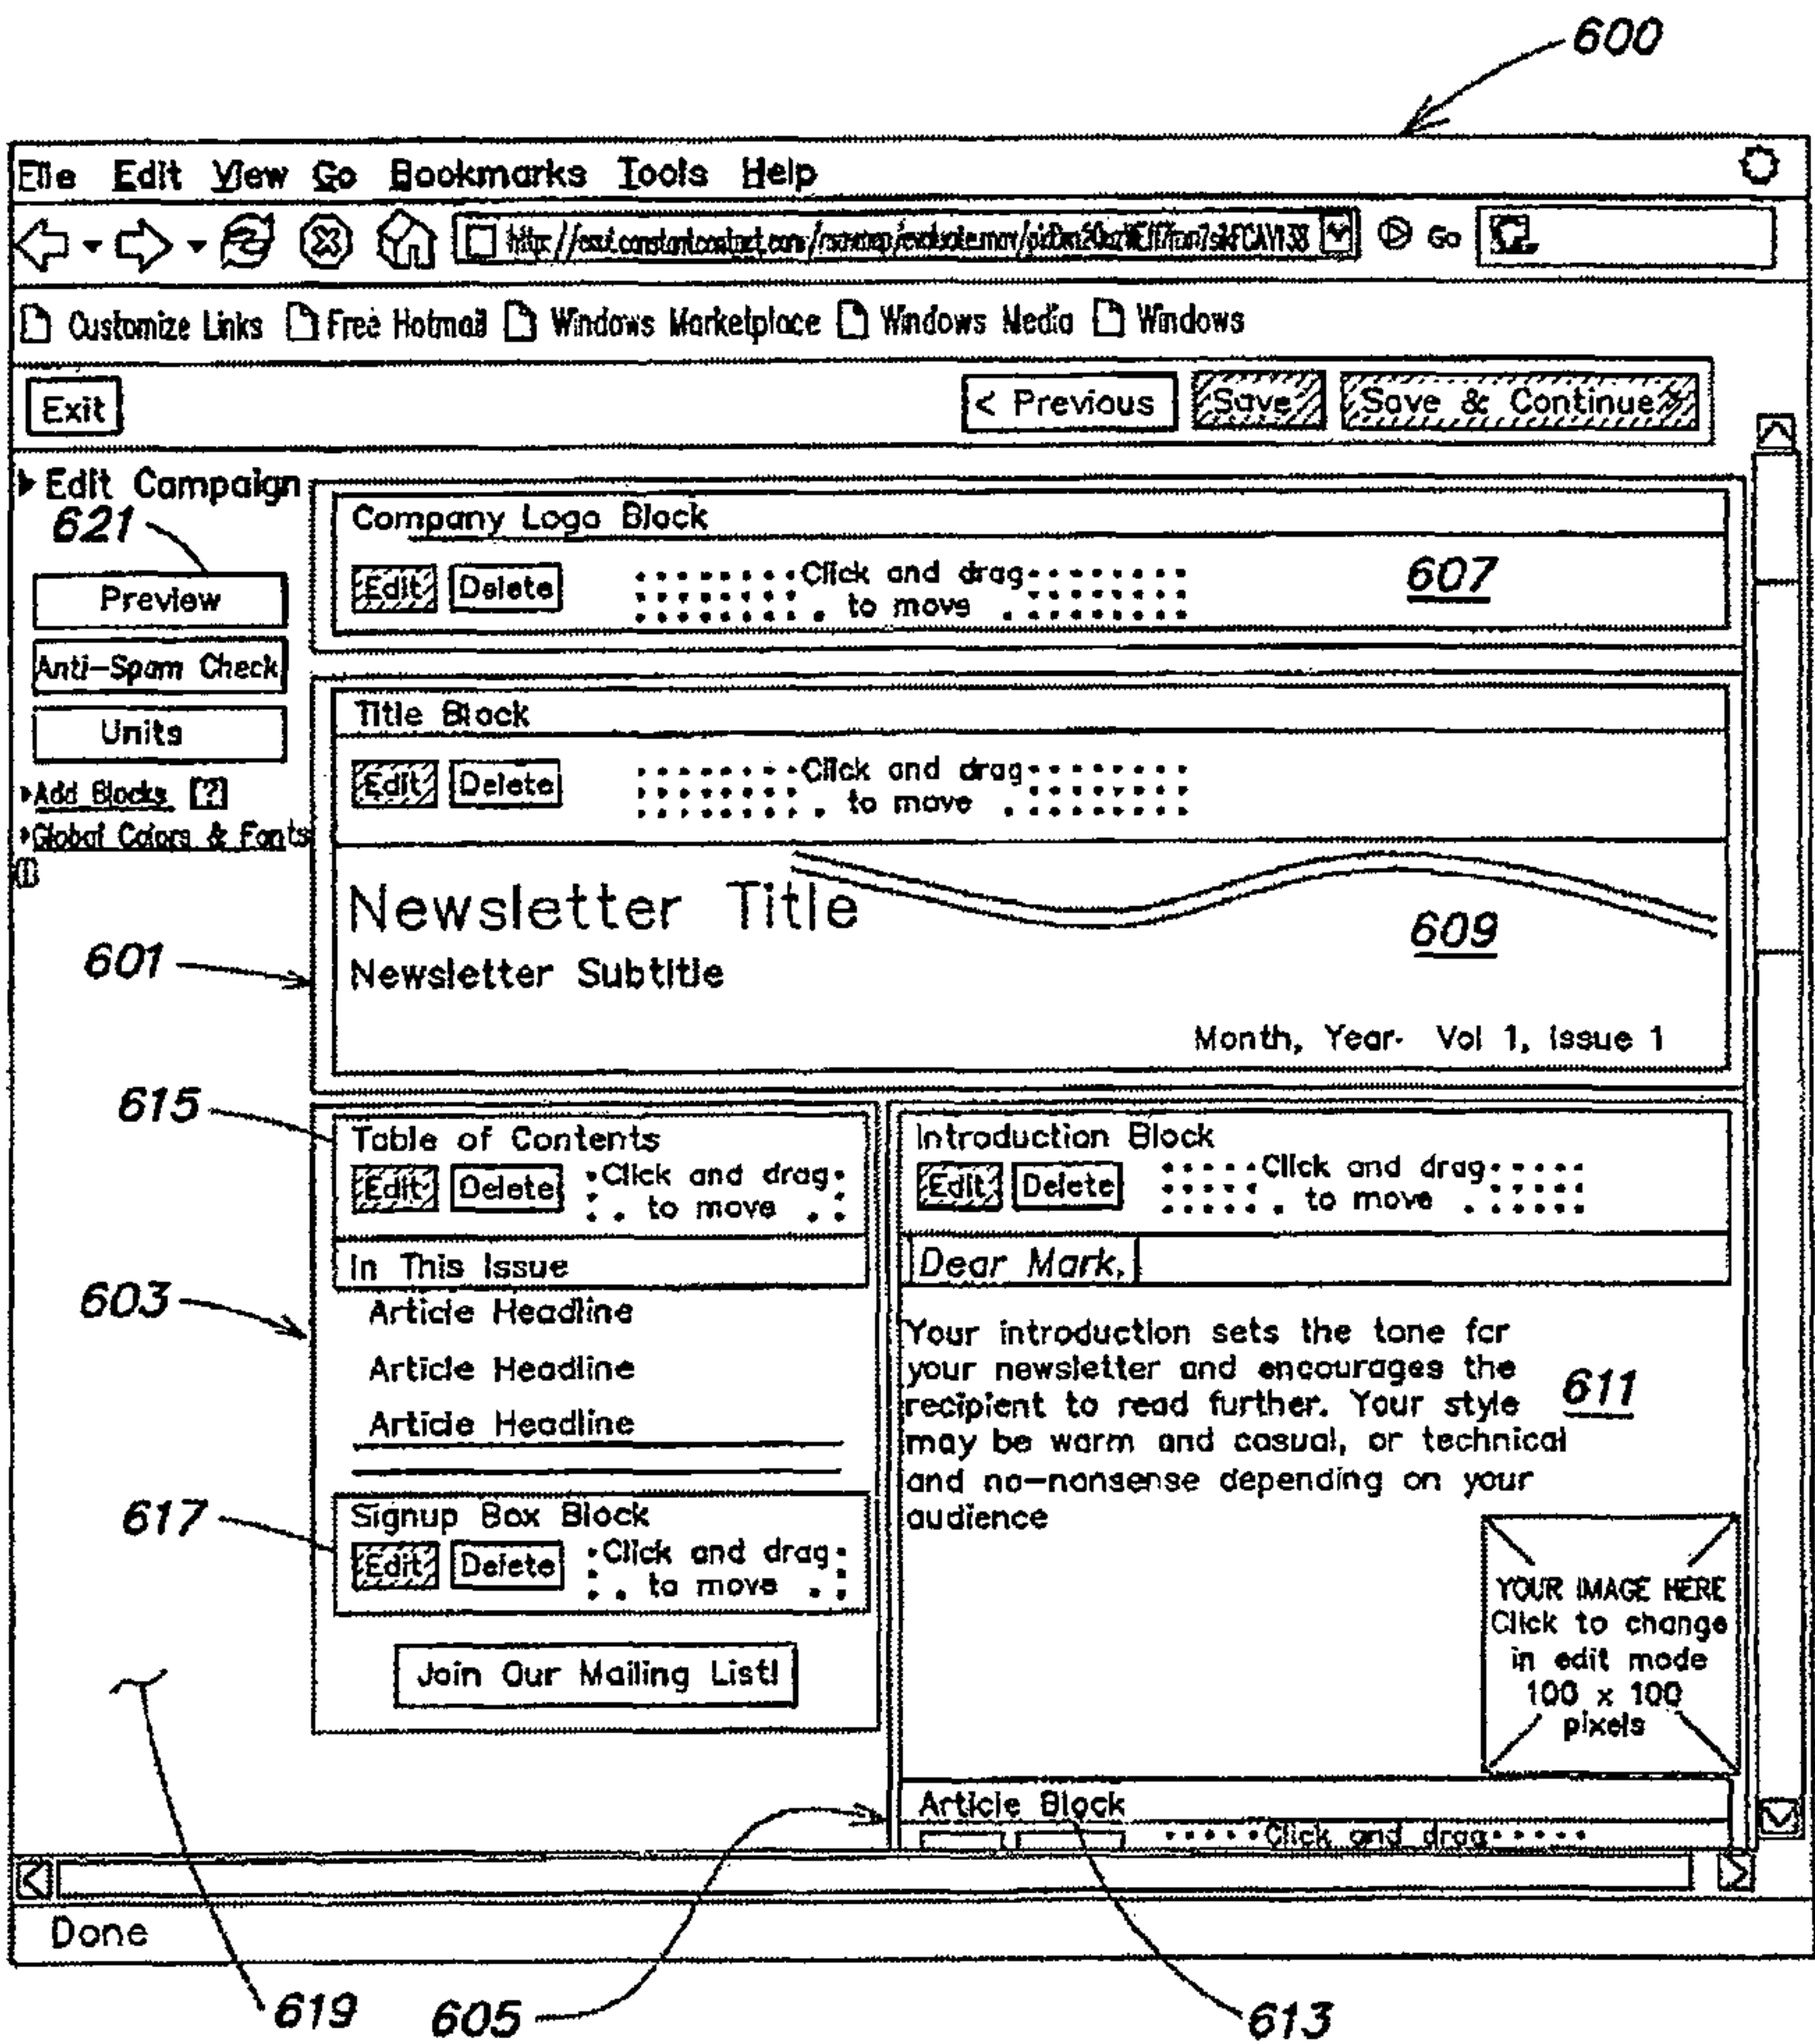 600
File Edit View Go Bookmarks Tools Help
Go
Customize Links Free Hotmail Windows Marketplace Windows Media Windows
Exit < Previous Save Save & Continue >
Edit Campaign
621
Preview
Anti-Spam Check
Units
Add Blocks [?]
Global Colors & Fonts
Company Logo Block
Edit Delete Click and drag
to move
607
Title Block
Edit Delete Click and drag
to move
Newsletter Title
609
601
Newsletter Subtitle
Month, Year- Vol 1, Issue 1
615
Table of Contents
Edit Delete Click and drag
to move
In This Issue
603
Article Headline
Article Headline
Article Headline
617
Signup Box Block
Edit Delete Click and drag
to move
Join Our Mailing List!
Introduction Block
Edit Delete Click and drag
to move
Dear Mark,
Your introduction sets the tone for
your newsletter and encourages the
recipient to read further. Your style
may be warm and casual, or technical
and no-nonsense depending on your
audience
611
YOUR IMAGE HERE
Click to change
in edit mode
100 x 100
pixels
Article Block
Click and drag
Done
619 605 613